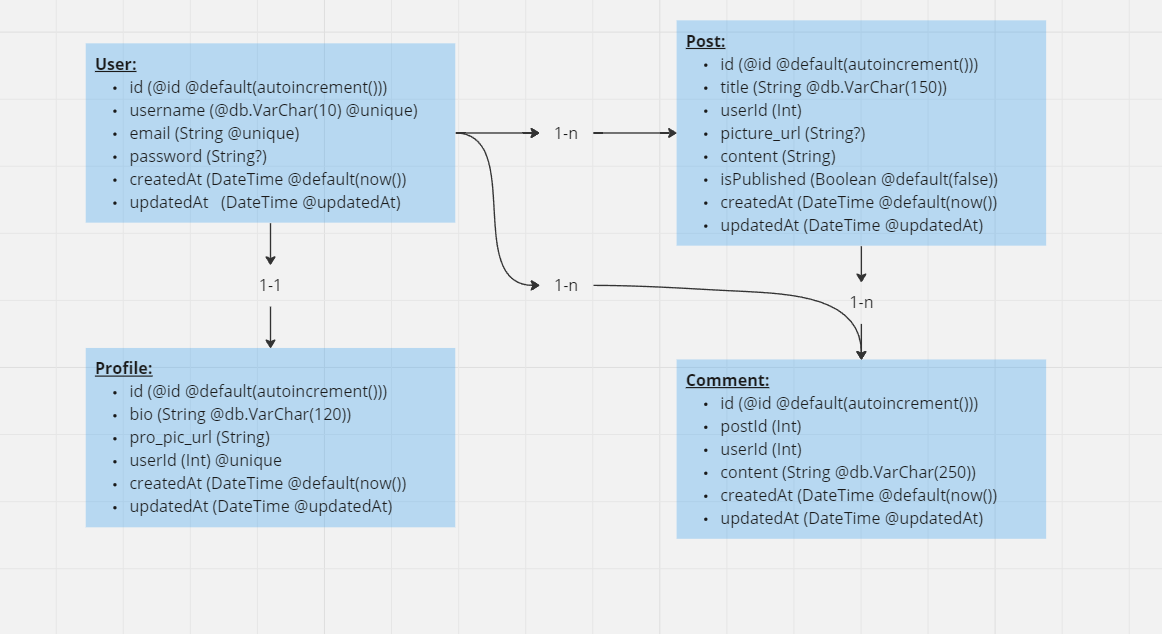 User:
• id (@id @default(autoincrement()))
• username (@db.VarChar(10) @unique)
• email (String @unique)
• password (String?)
• createdAt (DateTime @default(now())
• updatedAt   (DateTime @updatedAt)
1-n
Post:
• id (@id @default(autoincrement()))
• title (String @db.VarChar(150))
• userId (Int)
• picture_url (String?)
• content (String)
• isPublished (Boolean @default(false))
• createdAt (DateTime @default(now())
• updatedAt (DateTime @updatedAt)
1-1
1-n
1-n
Profile:
• id (@id @default(autoincrement()))
• bio (String @db.VarChar(120))
• pro_pic_url (String)
• userId (Int) @unique
• createdAt (DateTime @default(now())
• updatedAt (DateTime @updatedAt)
Comment:
• id (@id @default(autoincrement()))
• postId (Int)
• userId (Int)
• content (String @db.VarChar(250))
• createdAt (DateTime @default(now())
• updatedAt (DateTime @updatedAt)